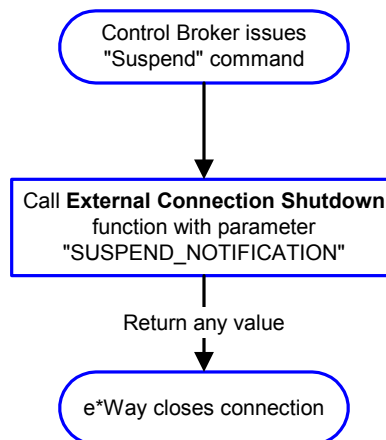 Control Broker issues
"Suspend" command
Call External Connection Shutdown
function with parameter
"SUSPEND_NOTIFICATION"
Return any value
e*Way closes connection